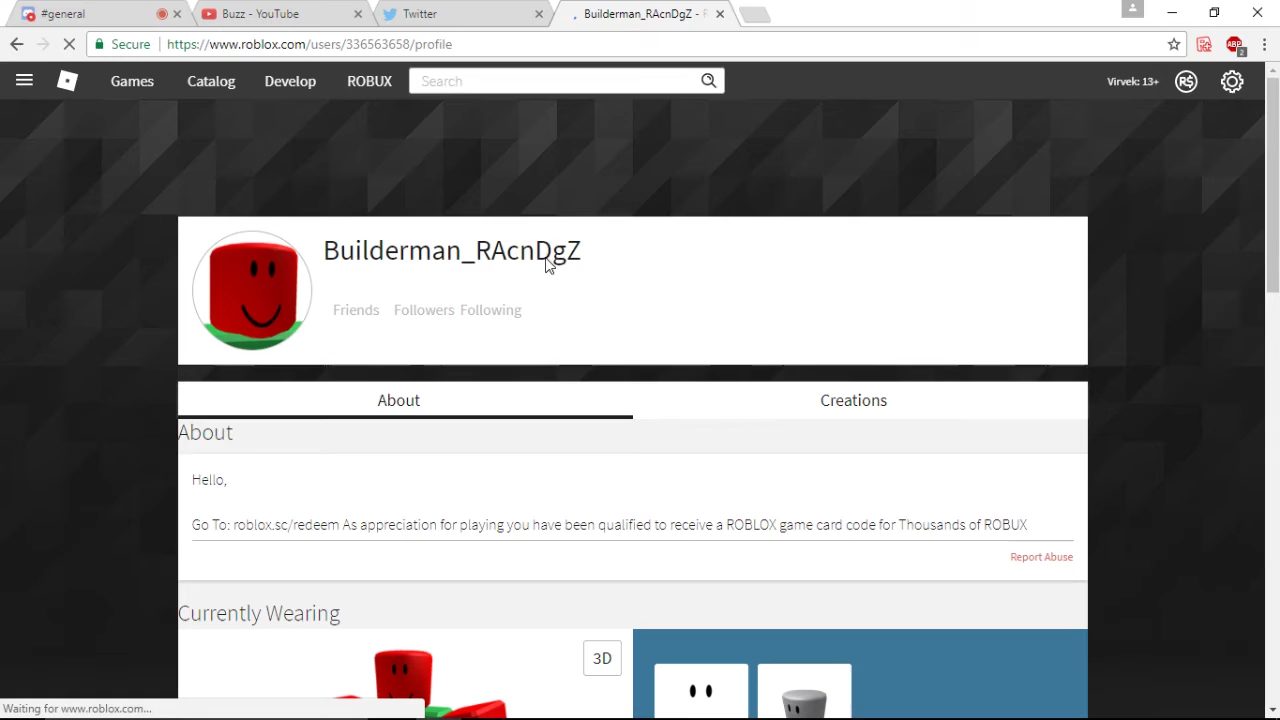 #general
Buzz - YouTube
Twitter
Builderman_RAcnDgZ - F
Secure
https://www.roblox.com/users/336563658/profile
ABP
2
Games
Catalog
Develop
ROBUX
Search
Virvek: 13+
R$
Builderman_RAcnDgZ
Friends
Followers
Following
About
Creations
About
Hello,
Go To: roblox.sc/redeem As appreciation for playing you have been qualified to receive a ROBLOX game card code for Thousands of ROBUX
Report Abuse
Currently Wearing
3D
Waiting for www.roblox.com...